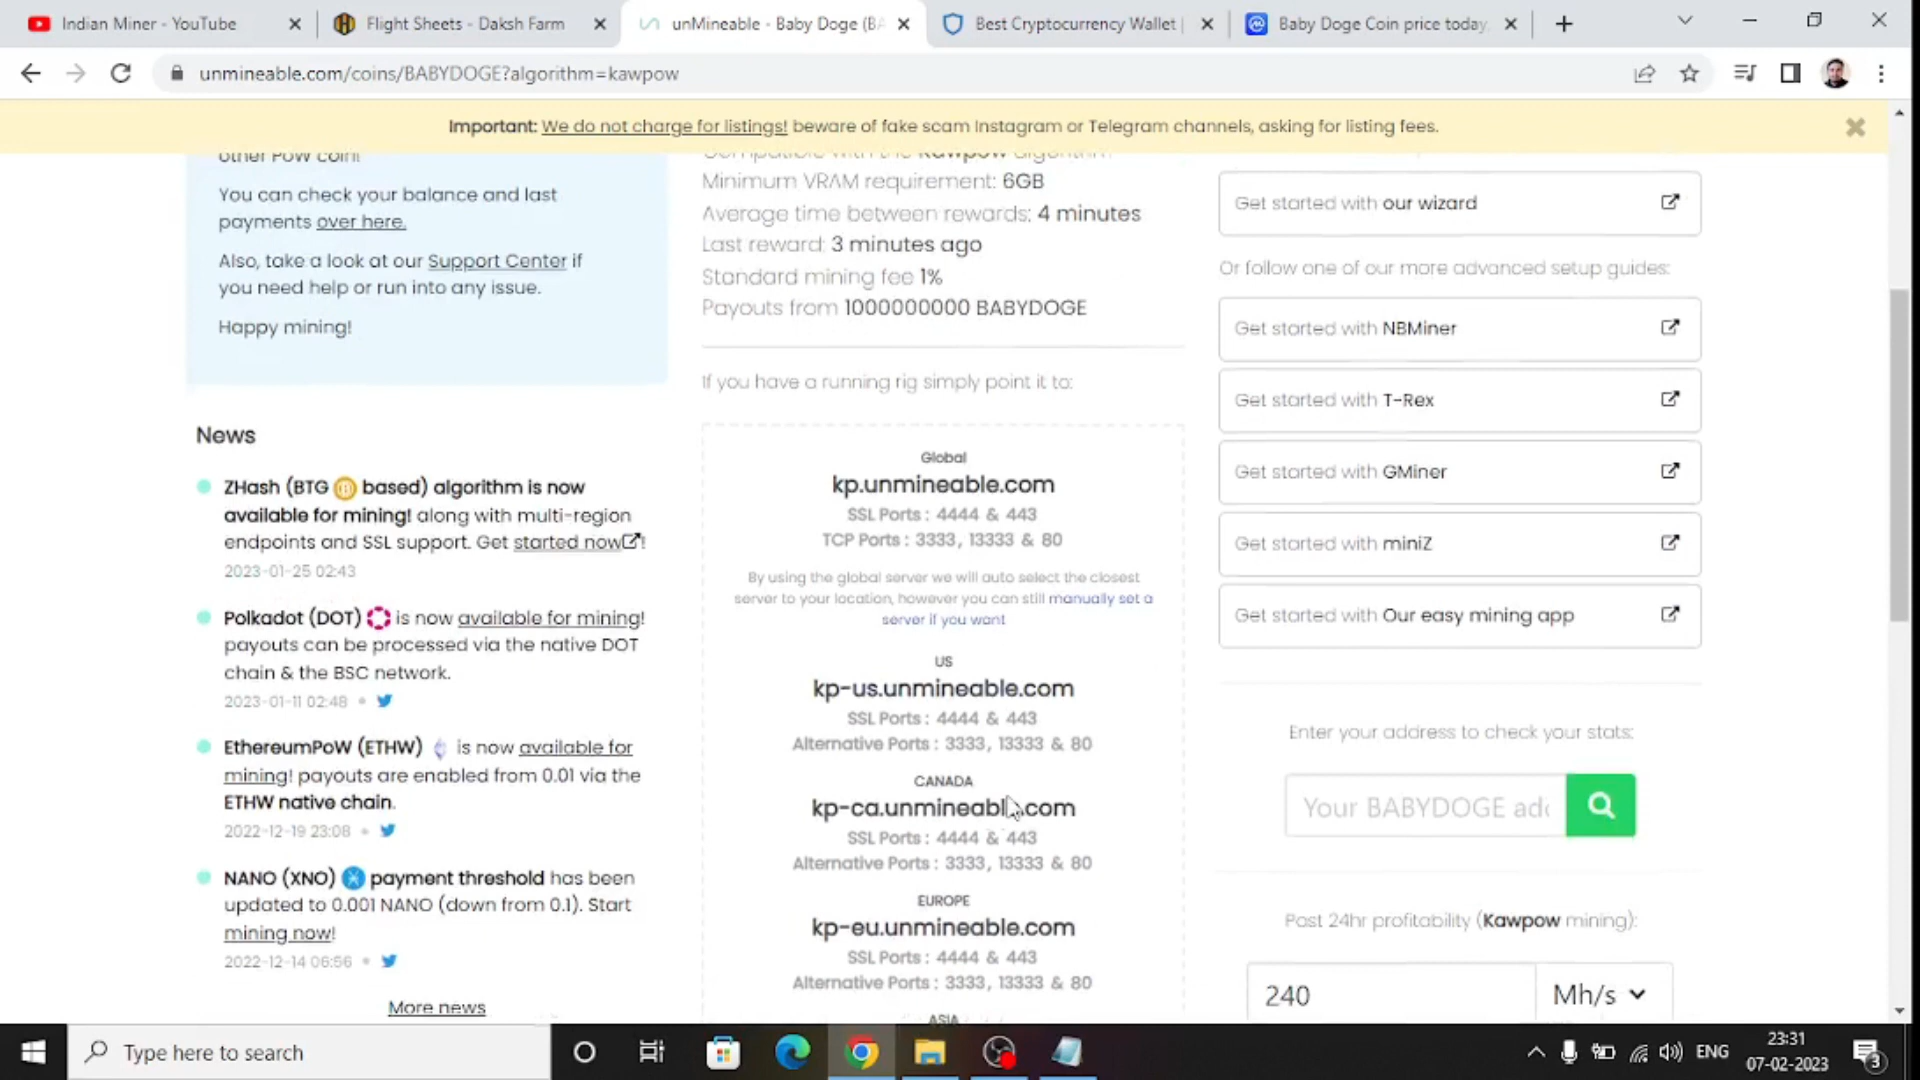 Indian Miner - YouTube
Flight Sheets - Daksh Farm
unMineable - Baby Doge (BA
Best Cryptocurrency Wallet |
Baby Doge Coin price today,
unmineable.com/coins/BABYDOGE?algorithm=kawpow
Important: We do not charge for listings! beware of fake scam Instagram or Telegram channels, asking for listing fees.
other PoW coin!
You can check your balance and last
payments over here.
Also, take a look at our Support Center if
you need help or run into any issue.
Happy mining!
News
ZHash (BTG based) algorithm is now
available for mining! along with multi-region
endpoints and SSL support. Get started now!
2023-01-25 02:43
Polkadot (DOT) is now available for mining!
payouts can be processed via the native DOT
chain & the BSC network.
2023-01-11 02:48 •
EthereumPoW (ETHW) is now available for
mining! payouts are enabled from 0.01 via the
ETHW native chain.
2022-12-19 23:08 •
NANO (XNO) payment threshold has been
updated to 0.001 NANO (down from 0.1). Start
mining now!
2022-12-14 06:56 •
More news
Compatible with the Kawpow algorithm
Minimum VRAM requirement: 6GB
Average time between rewards: 4 minutes
Last reward: 3 minutes ago
Standard mining fee 1%
Payouts from 1000000000 BABYDOGE
If you have a running rig simply point it to:
Global
kp.unmineable.com
SSL Ports : 4444 & 443
TCP Ports : 3333, 13333 & 80
By using the global server we will auto select the closest
server to your location, however you can still manually set a
server if you want
US
kp-us.unmineable.com
SSL Ports : 4444 & 443
Alternative Ports : 3333, 13333 & 80
CANADA
kp-ca.unmineable.com
SSL Ports : 4444 & 443
Alternative Ports : 3333, 13333 & 80
EUROPE
kp-eu.unmineable.com
SSL Ports : 4444 & 443
Alternative Ports : 3333, 13333 & 80
ASIA
Get started with our wizard
Or follow one of our more advanced setup guides:
Get started with NBMiner
Get started with T-Rex
Get started with GMiner
Get started with miniZ
Get started with Our easy mining app
Enter your address to check your stats:
Your BABYDOGE add
Past 24hr profitability (Kawpow mining):
240
Mh/s
Type here to search
ENG
23:31
07-02-2023
3